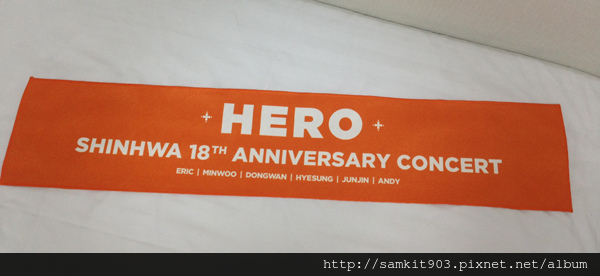 + HERO +
SHINHWA 18TH ANNIVERSARY CONCERT
ERIC | MINWOO | DONGWAN | HYESUNG | JUNJIN | ANDY
http://samkit903.pixnet.net/album